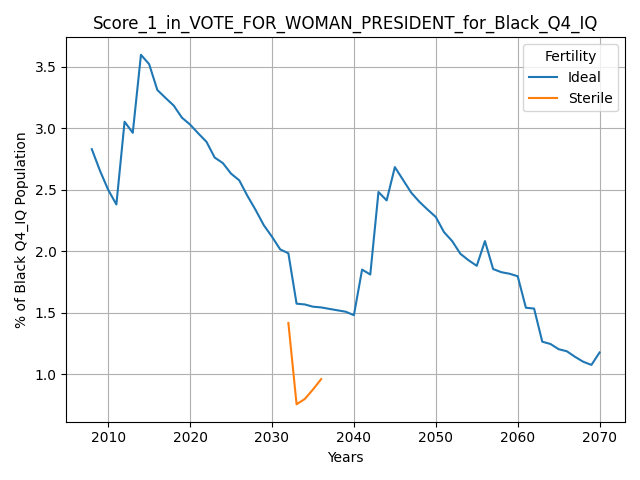 Score_1_in_VOTE_FOR_WOMAN_PRESIDENT_for_Black_Q4_IQ
Fertility
Ideal
Sterile
% of Black Q4_IQ Population
3.5
3.0
2.5
2.0
1.5
1.0
2010 2020 2030 2040 2050 2060 2070
Years